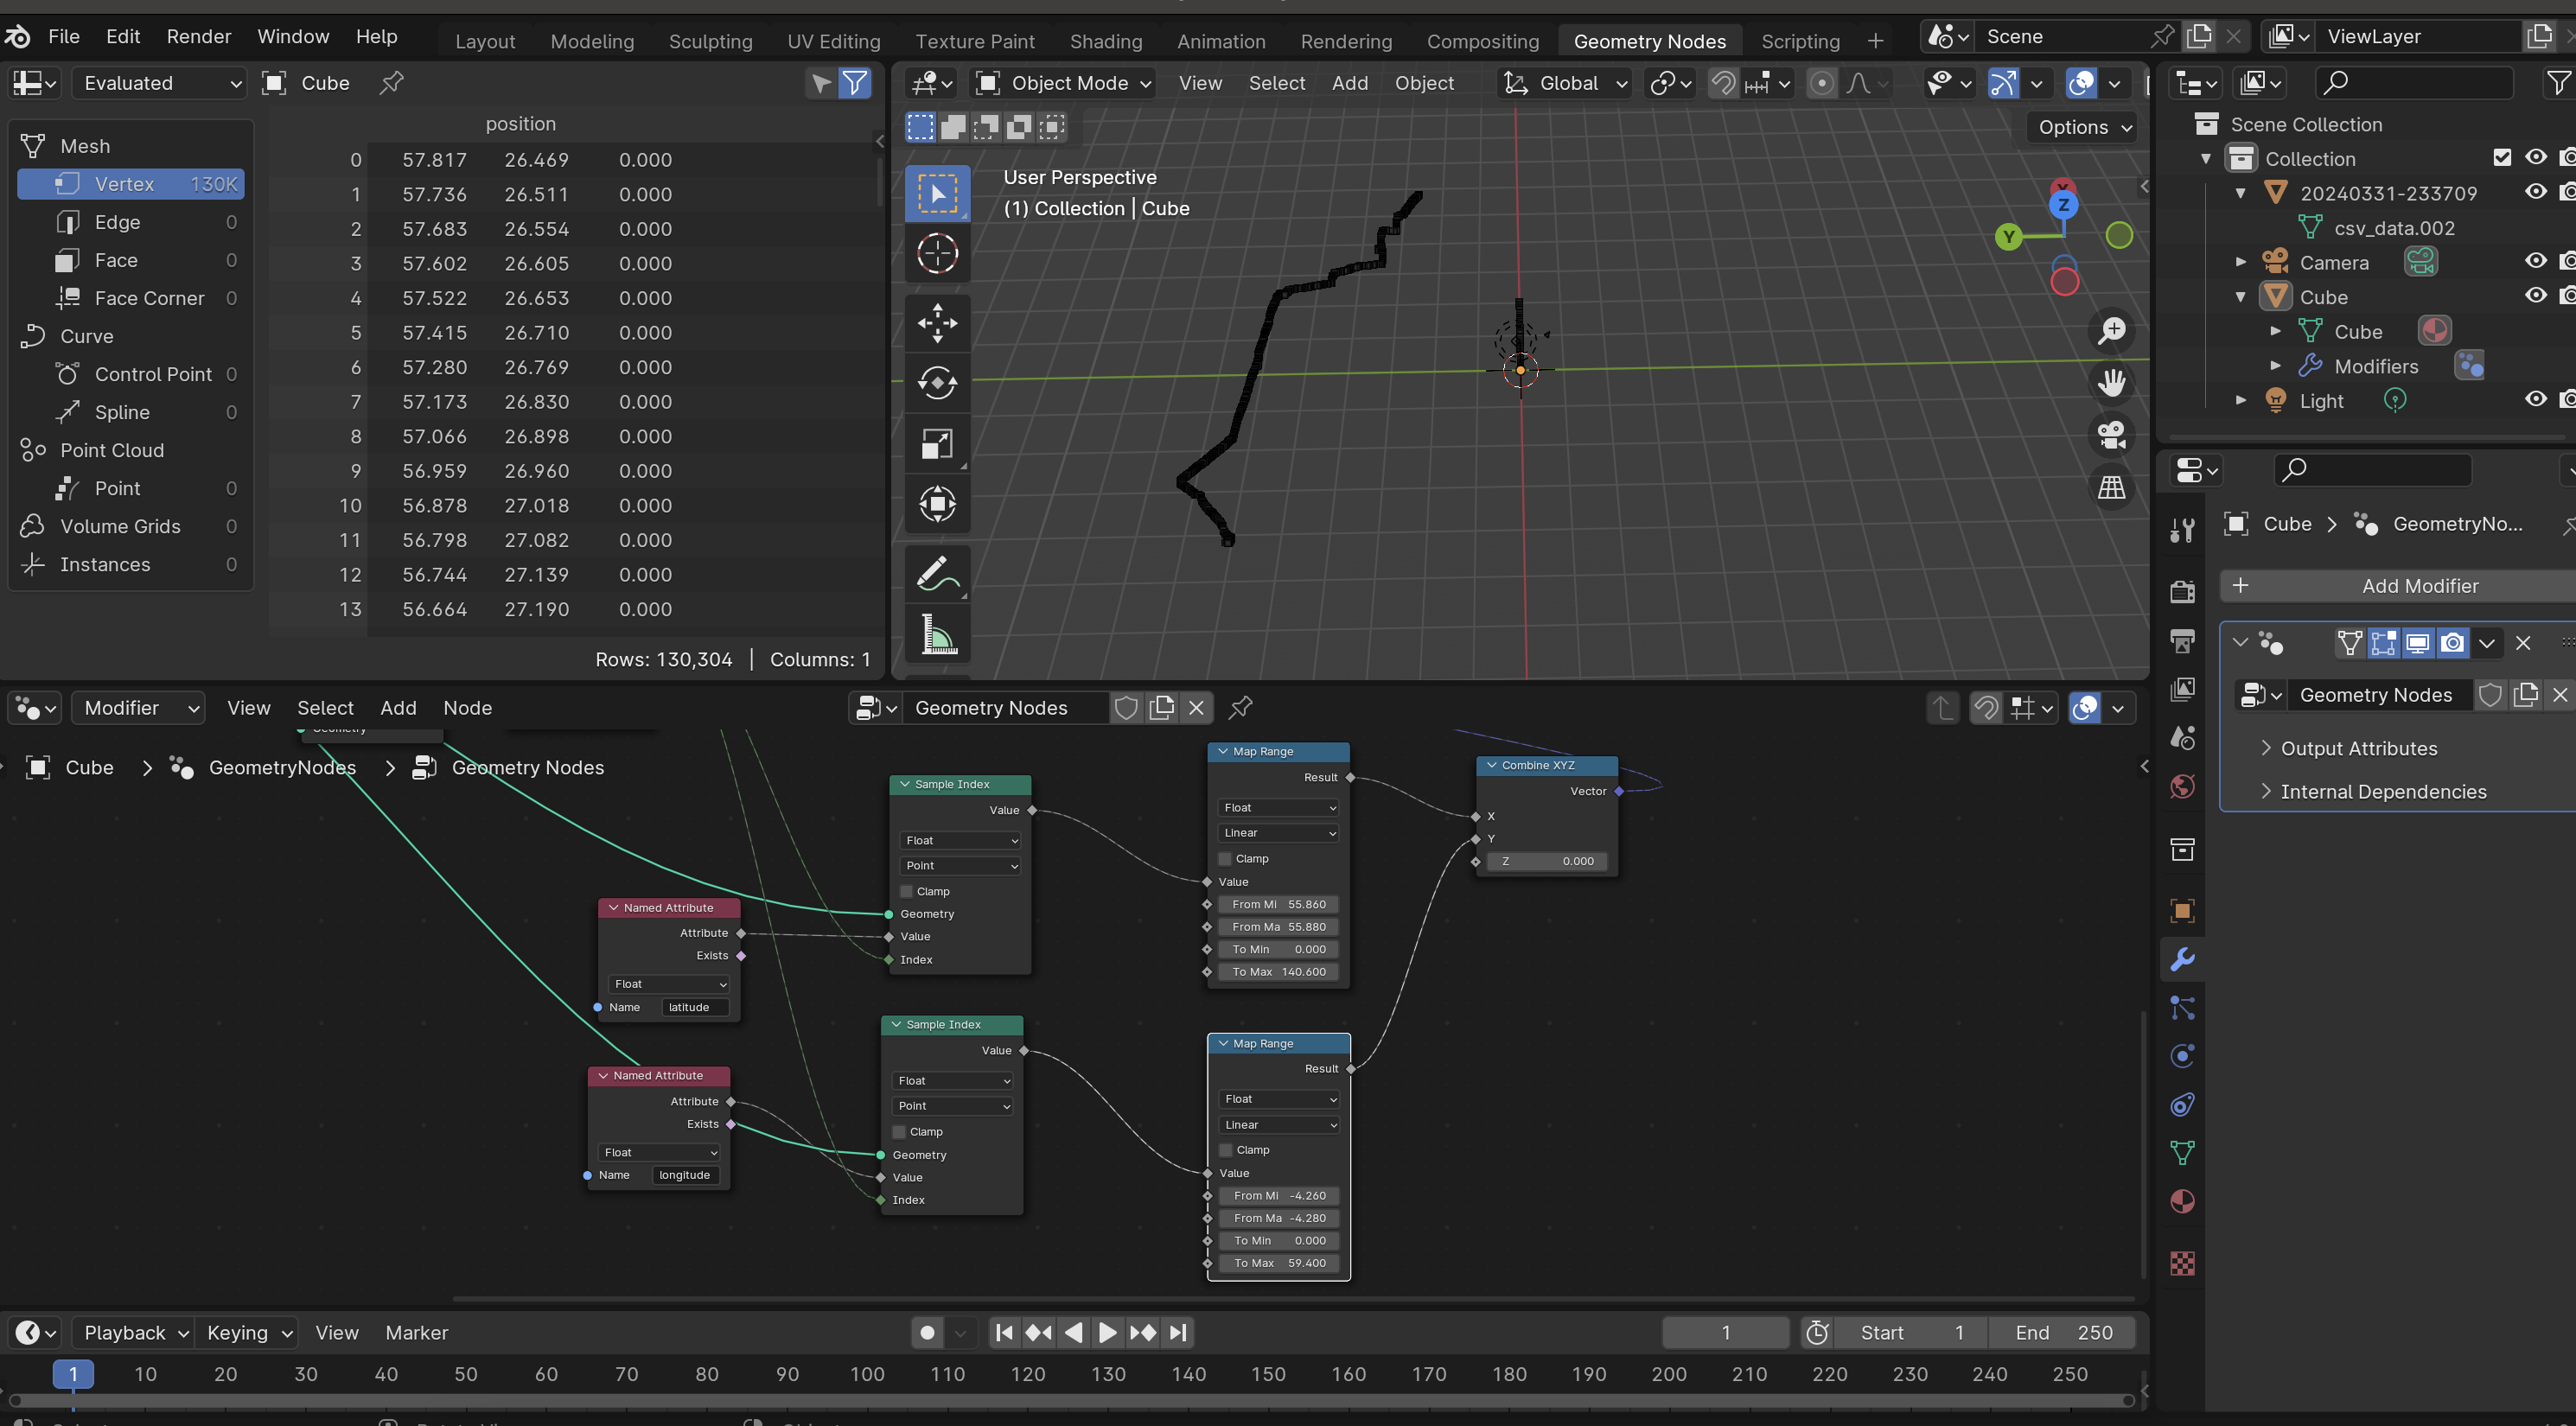 File Edit Render Window Help Layout Modeling Sculpting UV Editing Texture Paint Shading Animation Rendering Compositing Geometry Nodes Scripting + Scene ViewLayer
Evaluated Cube
Object Mode View Select Add Object Global
Options
position
Mesh
Vertex 130K
Edge 0
Face 0
Face Corner 0
Curve
Control Point 0
Spline 0
Point Cloud
Point 0
Volume Grids 0
Instances 0
0 57.817 26.469 0.000
1 57.736 26.511 0.000
2 57.683 26.554 0.000
3 57.602 26.605 0.000
4 57.522 26.653 0.000
5 57.415 26.710 0.000
6 57.280 26.769 0.000
7 57.173 26.830 0.000
8 57.066 26.898 0.000
9 56.959 26.960 0.000
10 56.878 27.018 0.000
11 56.798 27.082 0.000
12 56.744 27.139 0.000
13 56.664 27.190 0.000
Rows: 130,304 | Columns: 1
User Perspective
(1) Collection | Cube
Z
Y
Scene Collection
Collection
20240331-233709
csv_data.002
Camera
Cube
Cube
Modifiers
Light
Cube > GeometryNo...
+ Add Modifier
Geometry Nodes
Output Attributes
Internal Dependencies
Modifier View Select Add Node Geometry Nodes
Cube > GeometryNodes > Geometry Nodes
Named Attribute
Attribute
Exists
Float
Name latitude
Named Attribute
Attribute
Exists
Float
Name longitude
Sample Index
Value
Float
Point
Clamp
Geometry
Value
Index
Sample Index
Value
Float
Point
Clamp
Geometry
Value
Index
Map Range
Result
Float
Linear
Clamp
Value
From Mi 55.860
From Ma 55.880
To Min 0.000
To Max 140.600
Map Range
Result
Float
Linear
Clamp
Value
From Mi -4.260
From Ma -4.280
To Min 0.000
To Max 59.400
Combine XYZ
Vector
X
Y
Z 0.000
Playback Keying View Marker 1 Start 1 End 250
1 10 20 30 40 50 60 70 80 90 100 110 120 130 140 150 160 170 180 190 200 210 220 230 240 250